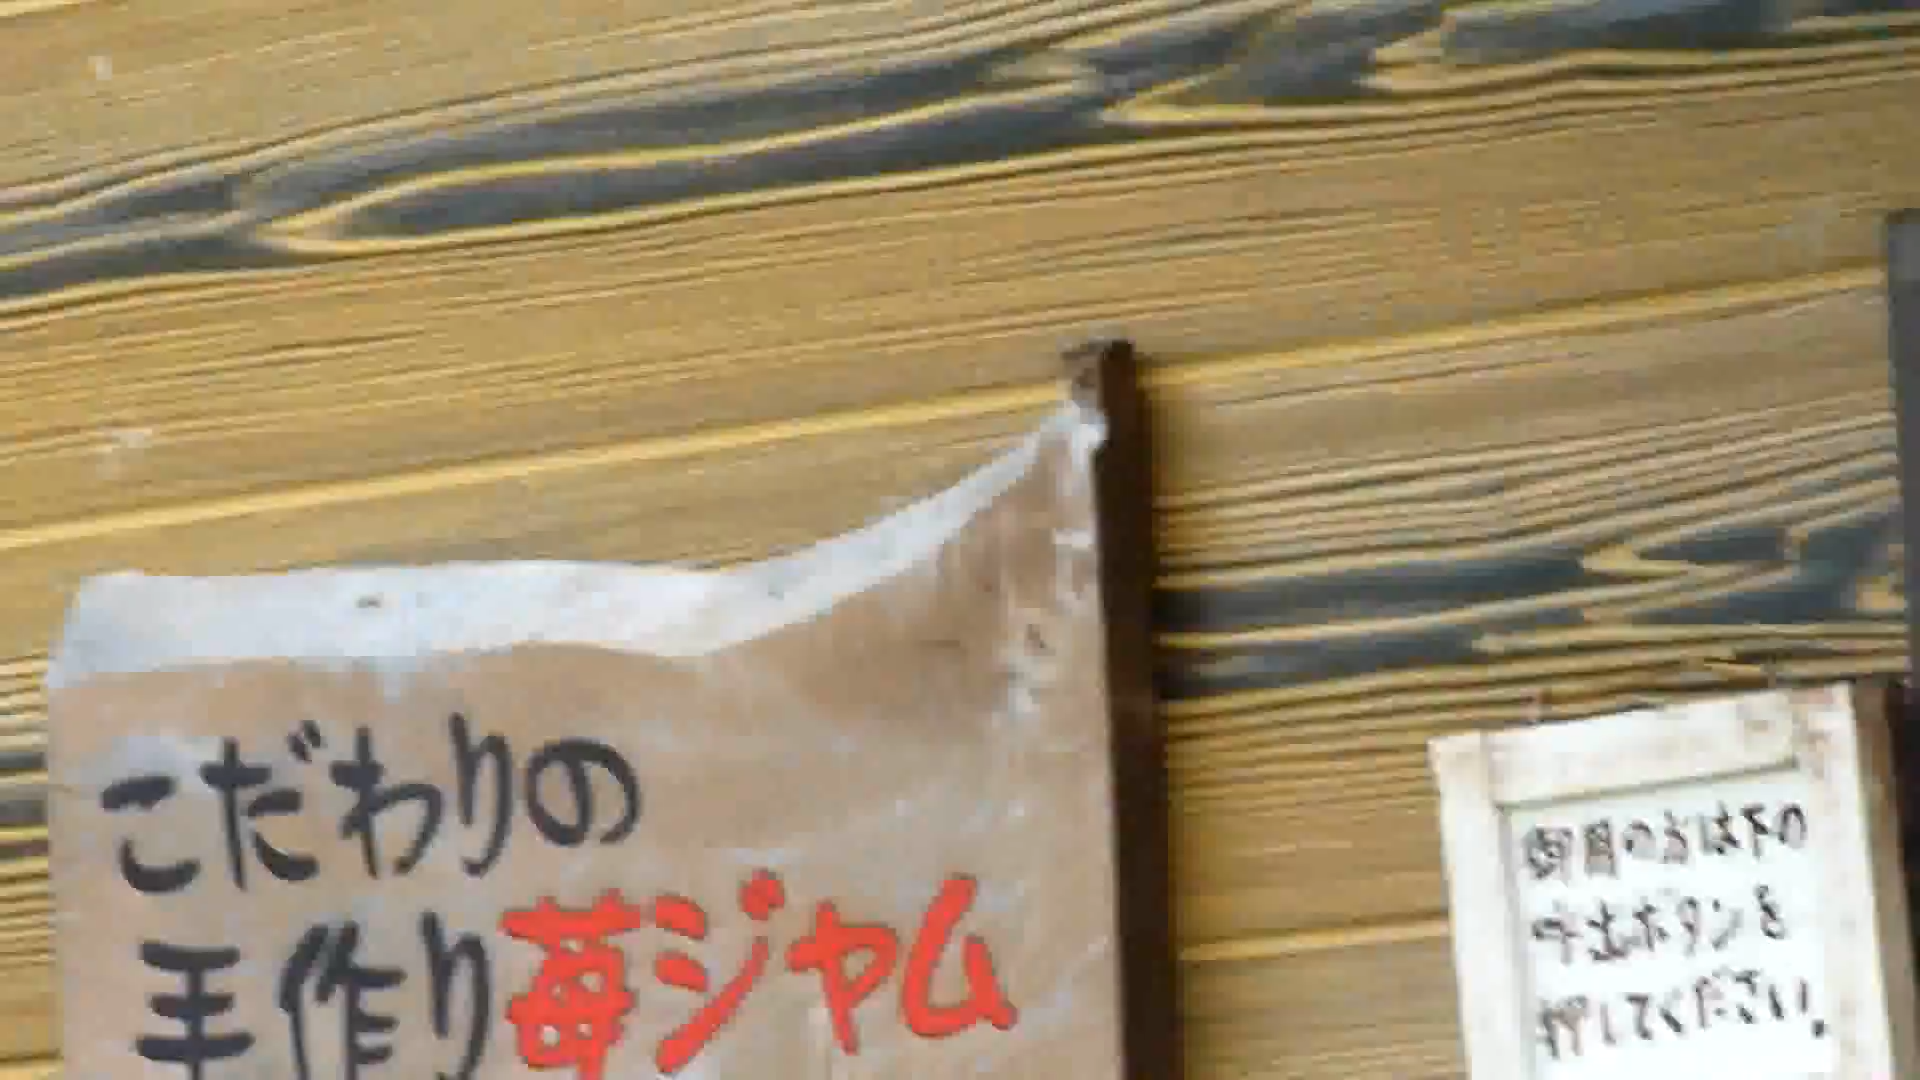 こだわりの
手作り苺ジャム
御用の方は下の
呼出ボタンを
押してください。